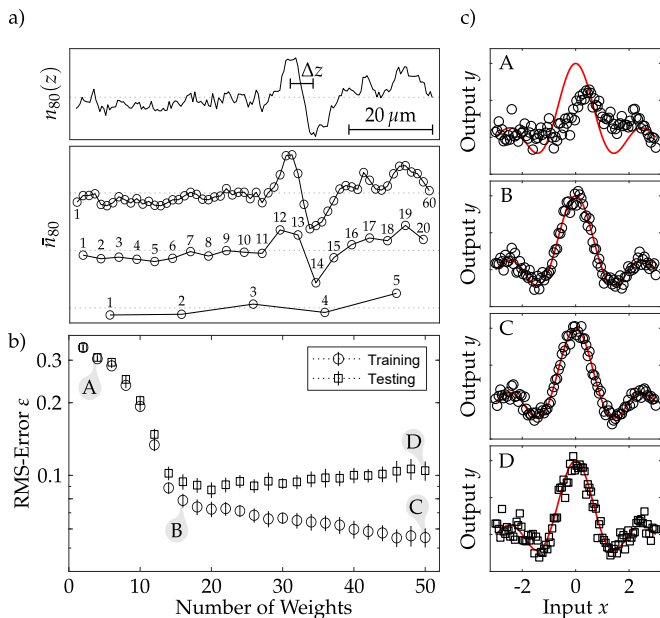 a)
n₈₀(z)
Δz
20 μm
n̄₈₀
1
60
1 2 3 4 5 6 7 8 9 10 11 12 13 14 15 16 17 18 19 20
1 2 3 4 5
b)
RMS-Error ε
0.3
0.2
0.1
Training
Testing
A
B
C
D
0 10 20 30 40 50
Number of Weights
c)
A
Output y
B
Output y
C
Output y
D
Output y
-2 0 2
Input x